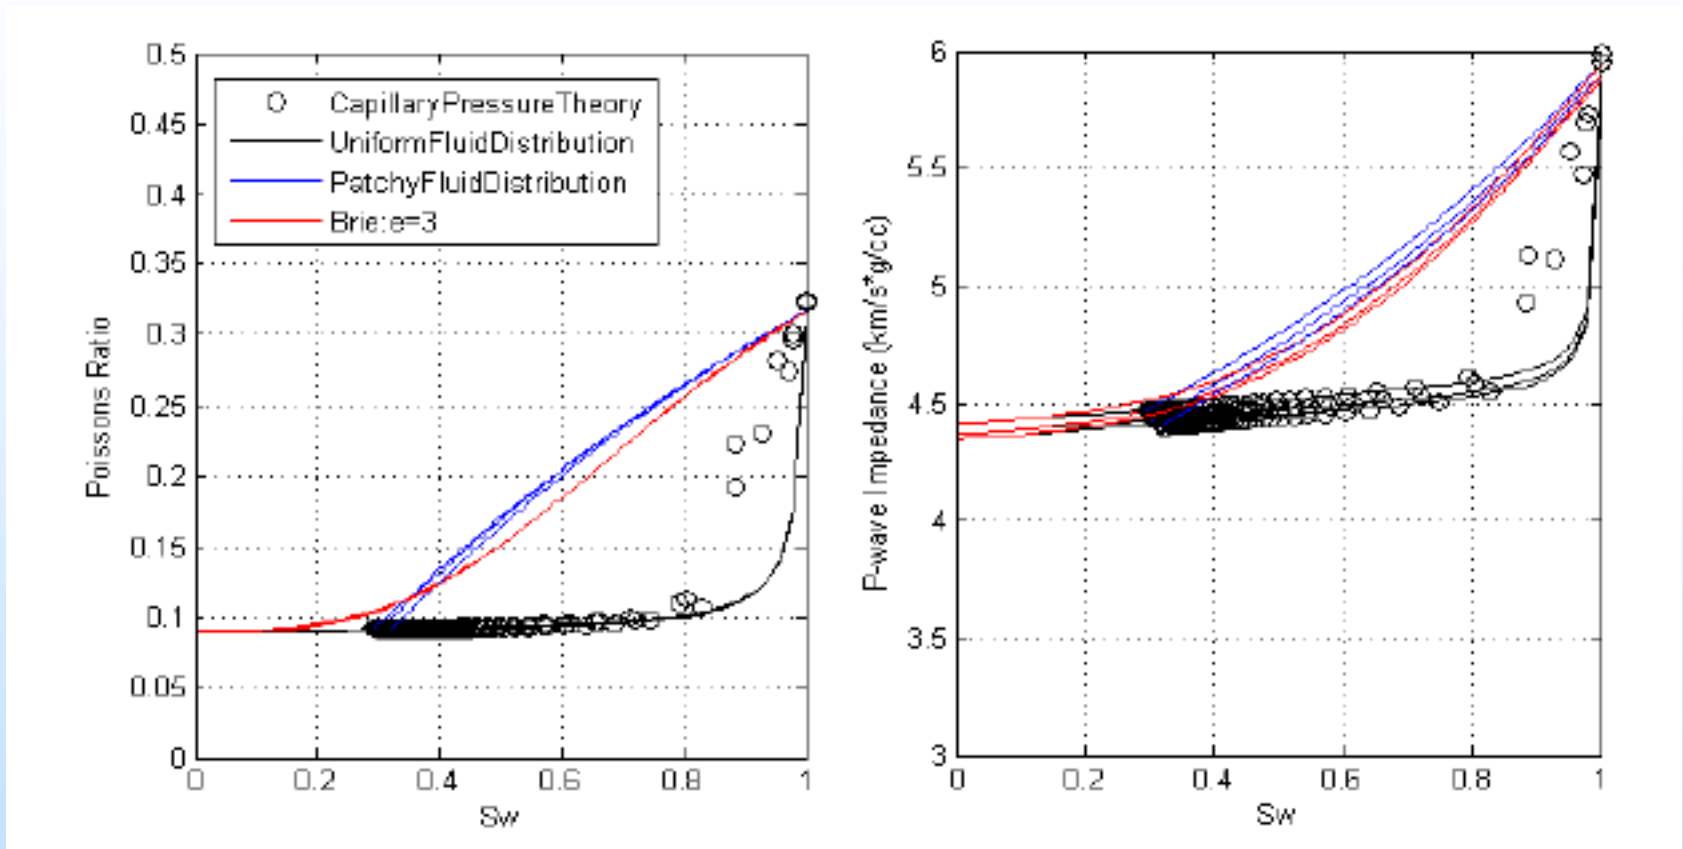 0.5
0.45
0.4
0.35
0.3
0.25
0.2
0.15
0.1
0.05
0
Poissons Ratio
CapillaryPressureTheory
UniformFluidDistribution
PatchyFluidDistribution
Brie:e=3
0 0.2 0.4 0.6 0.8 1
Sw
6
5.5
5
4.5
4
3.5
3
P-wave Impedance (km/s*g/cc)
0 0.2 0.4 0.6 0.8 1
Sw